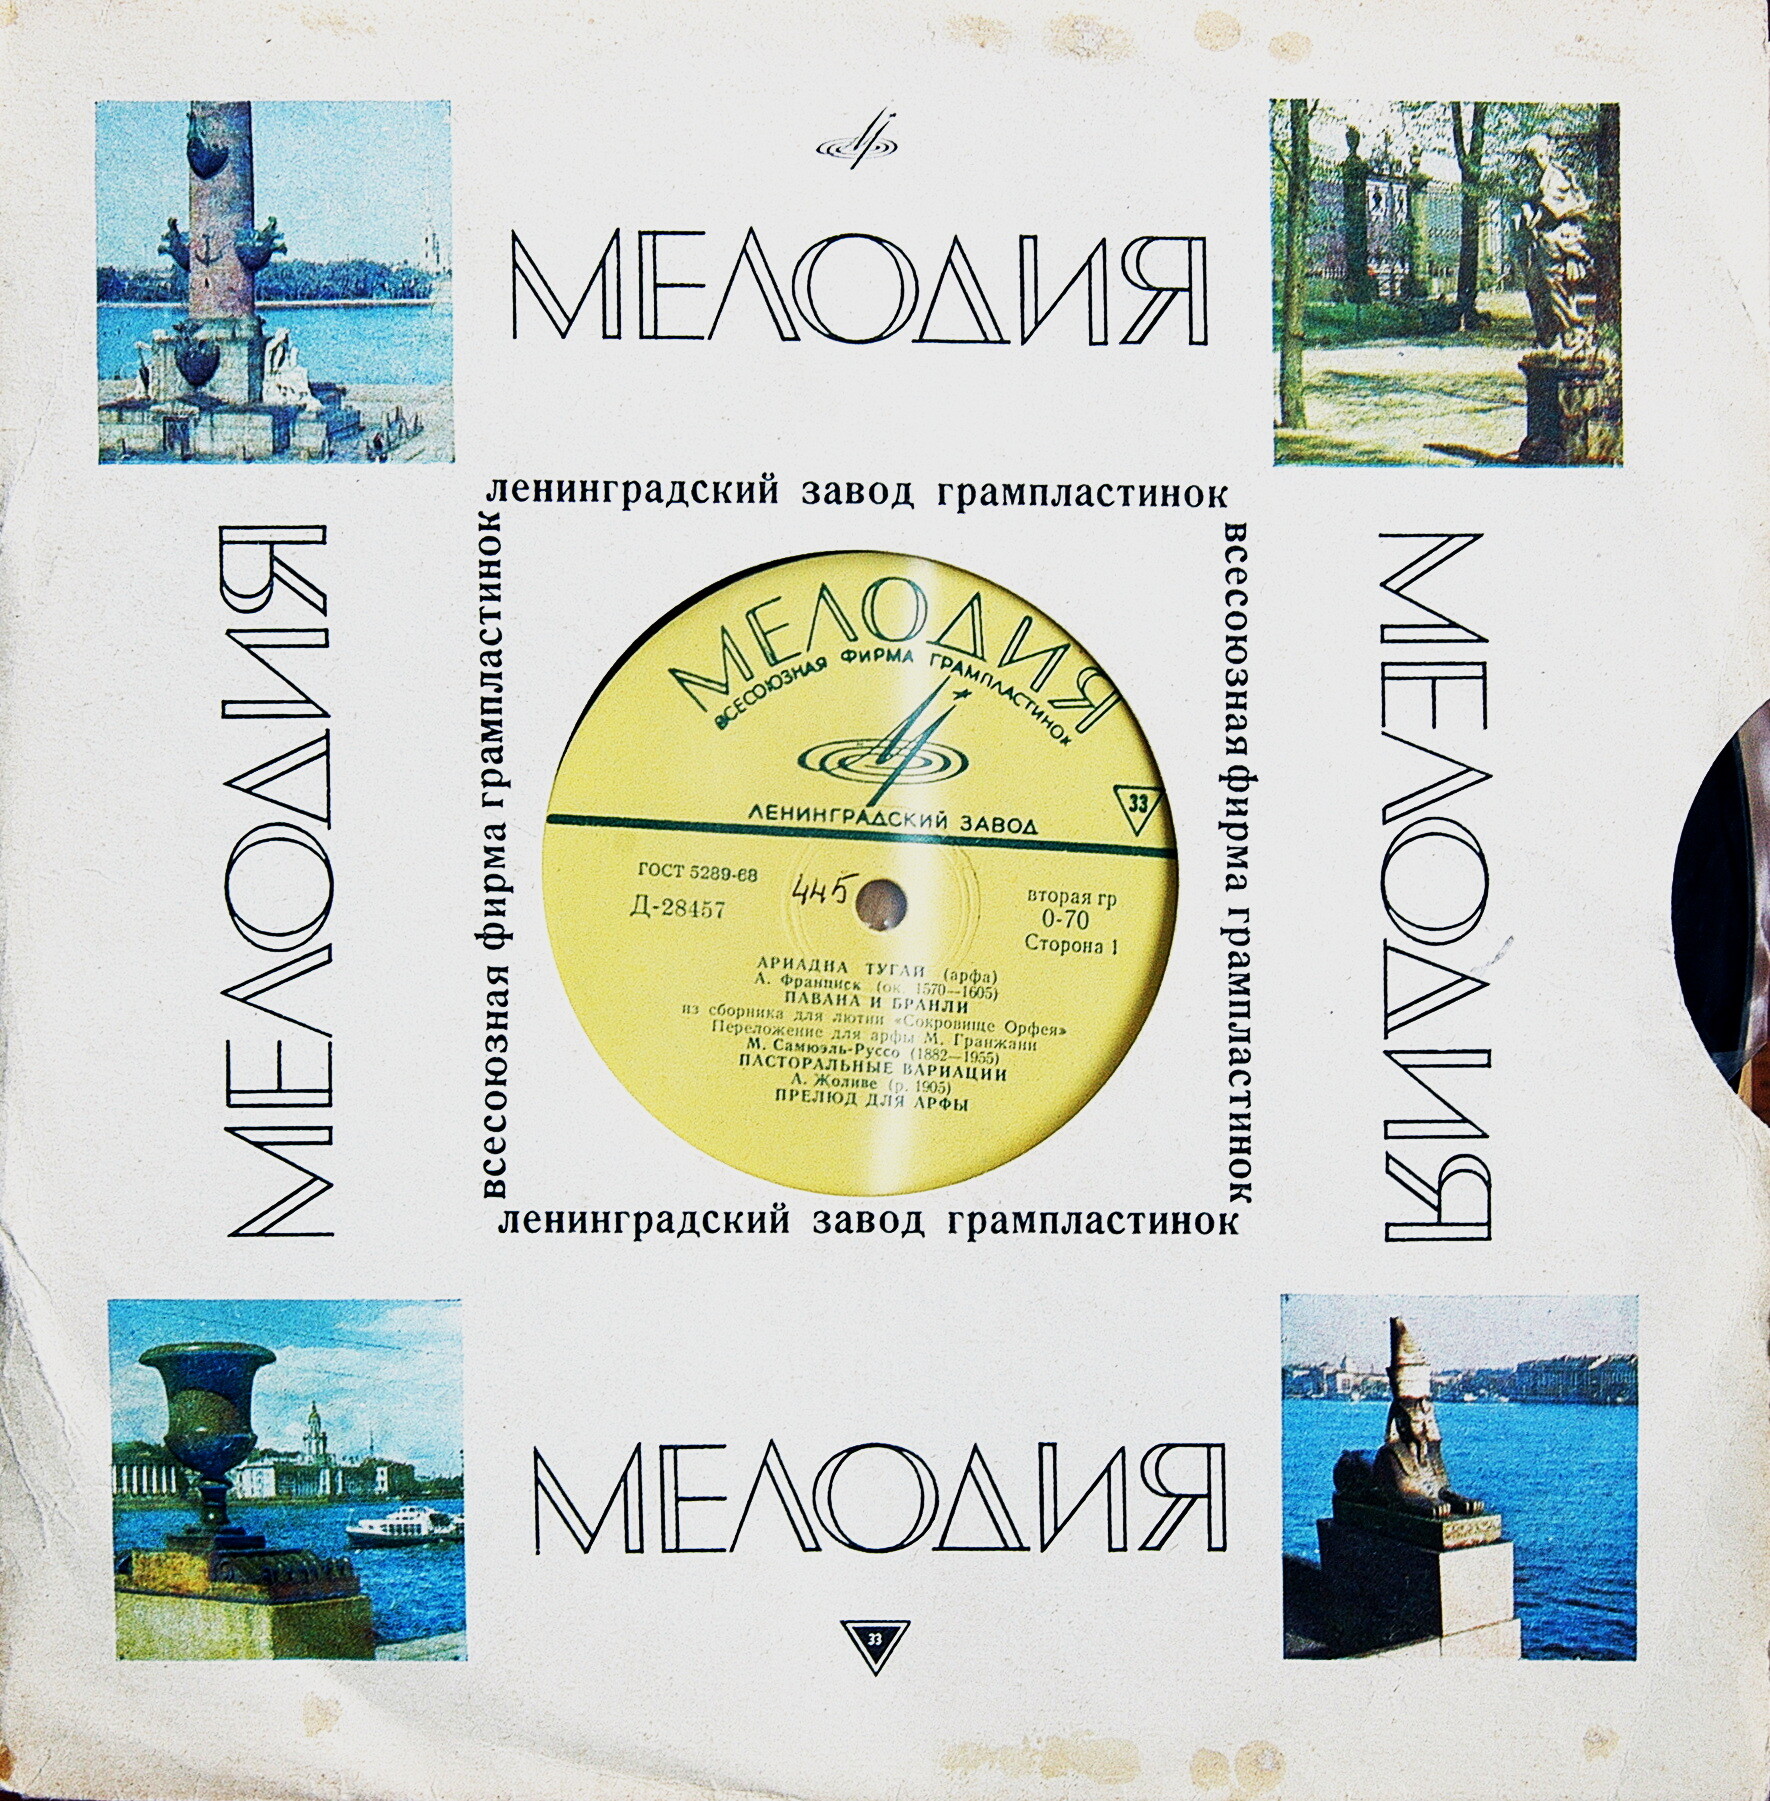 МЕЛОДИЯ
ленинградский завод грампластинок
МЕЛОДИЯ
всесоюзная фирма грампластинок
МЕЛОДИЯ
ВСЕСОЮЗНАЯ ФИРМА ГРАМПЛАСТИНОК
33
ЛЕНИНГРАДСКИЙ ЗАВОД
ГОСТ 5289-68
Д-28457
445
вторая гр
0-70
Сторона 1
АРИАДНА ТУГАЙ (арфа)
А. Франциск (ок. 1570—1605)
ПАВАНА И БРАНЛИ
из сборника для лютни «Сокровище Орфея»
Переложение для арфы М. Гранжани
М. Самюэль-Руссо (1882—1955)
ПАСТОРАЛЬНЫЕ ВАРИАЦИИ
А. Жоливе (р. 1905)
ПРЕЛЮД ДЛЯ АРФЫ
всесоюзная фирма грампластинок
МЕЛОДИЯ
ленинградский завод грампластинок
МЕЛОДИЯ
33